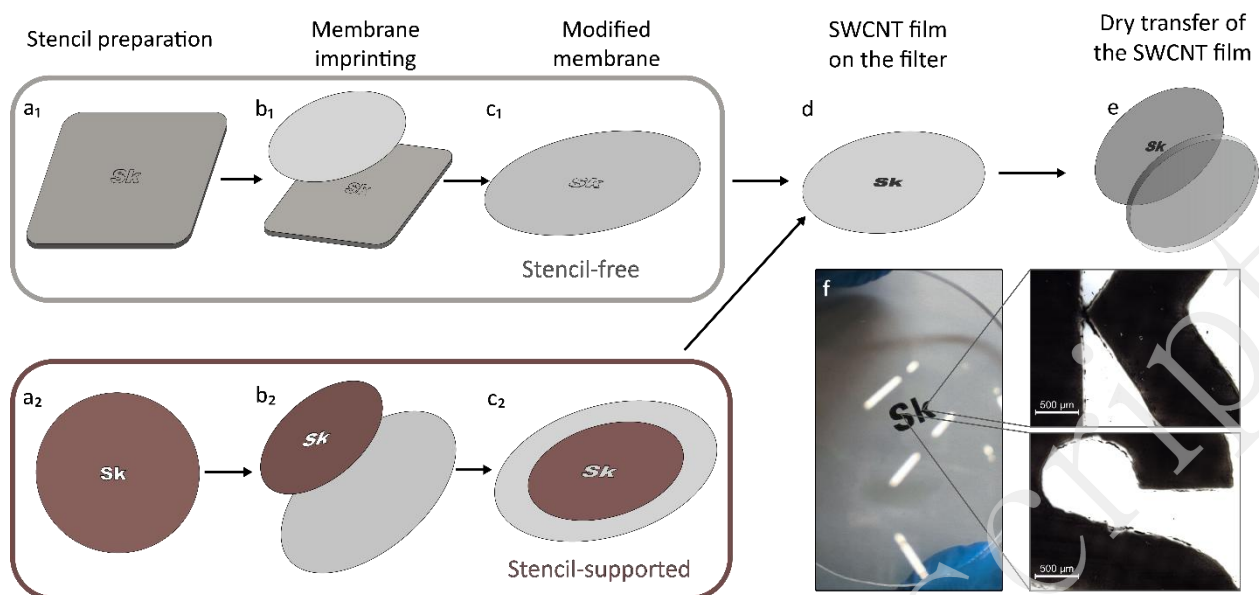 Stencil preparation
Membrane
imprinting
Modified
membrane
SWCNT film
on the filter
Dry transfer of
the SWCNT film
a₁
Sk
b₁
Sk
c₁
Sk
Stencil-free
d
Sk
e
Sk
a₂
Sk
b₂
Sk
c₂
Sk
Stencil-supported
f
Sk
500 µm
500 µm